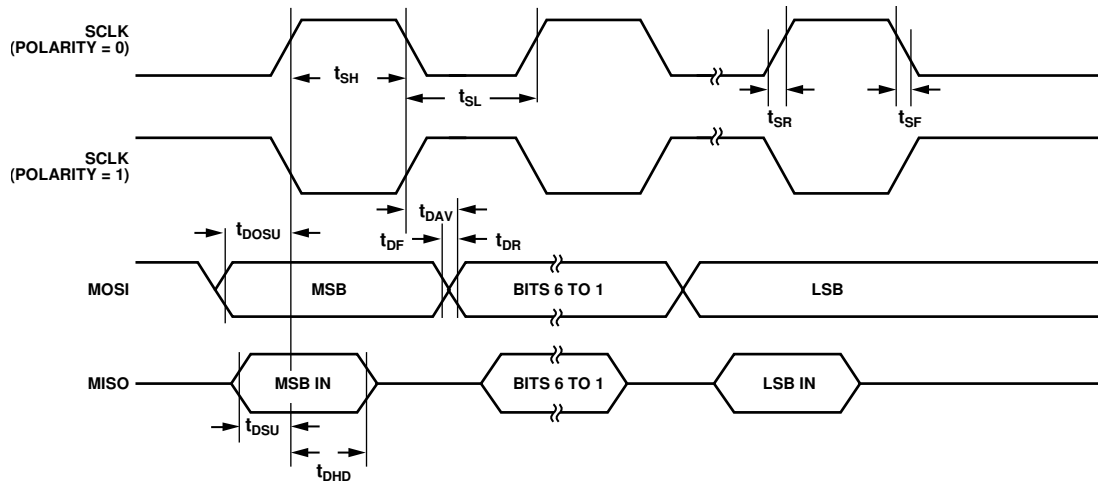 SCLK
(POLARITY = 0)
tSH
tSL
tSR
tSF
SCLK
(POLARITY = 1)
tDAV
tDOSU
tDF
tDR
MOSI
MSB
BITS 6 TO 1
LSB
MISO
MSB IN
BITS 6 TO 1
LSB IN
tDSU
tDHD